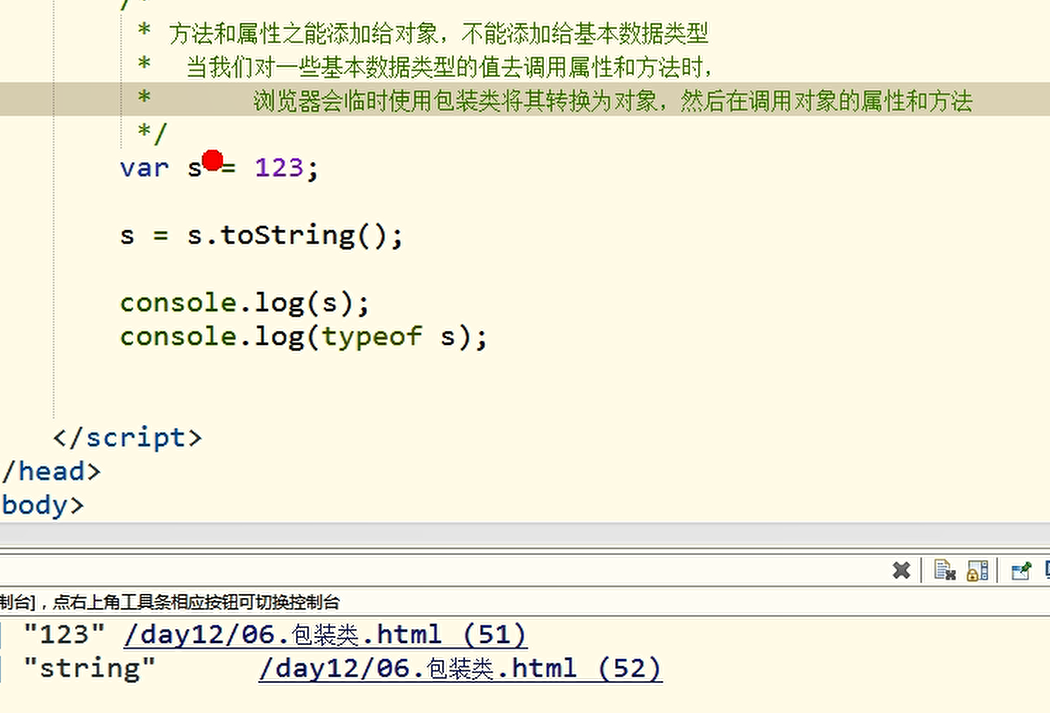 /*
* 方法和属性之能添加给对象，不能添加给基本数据类型
* 当我们对一些基本数据类型的值去调用属性和方法时，
* 浏览器会临时使用包装类将其转换为对象，然后在调用对象的属性和方法
*/
var s = 123;
s = s.toString();
console.log(s);
console.log(typeof s);
</script>
/head>
body>
制台]，点右上角工具条相应按钮可切换控制台
"123" /day12/06.包装类.html (51)
"string" /day12/06.包装类.html (52)